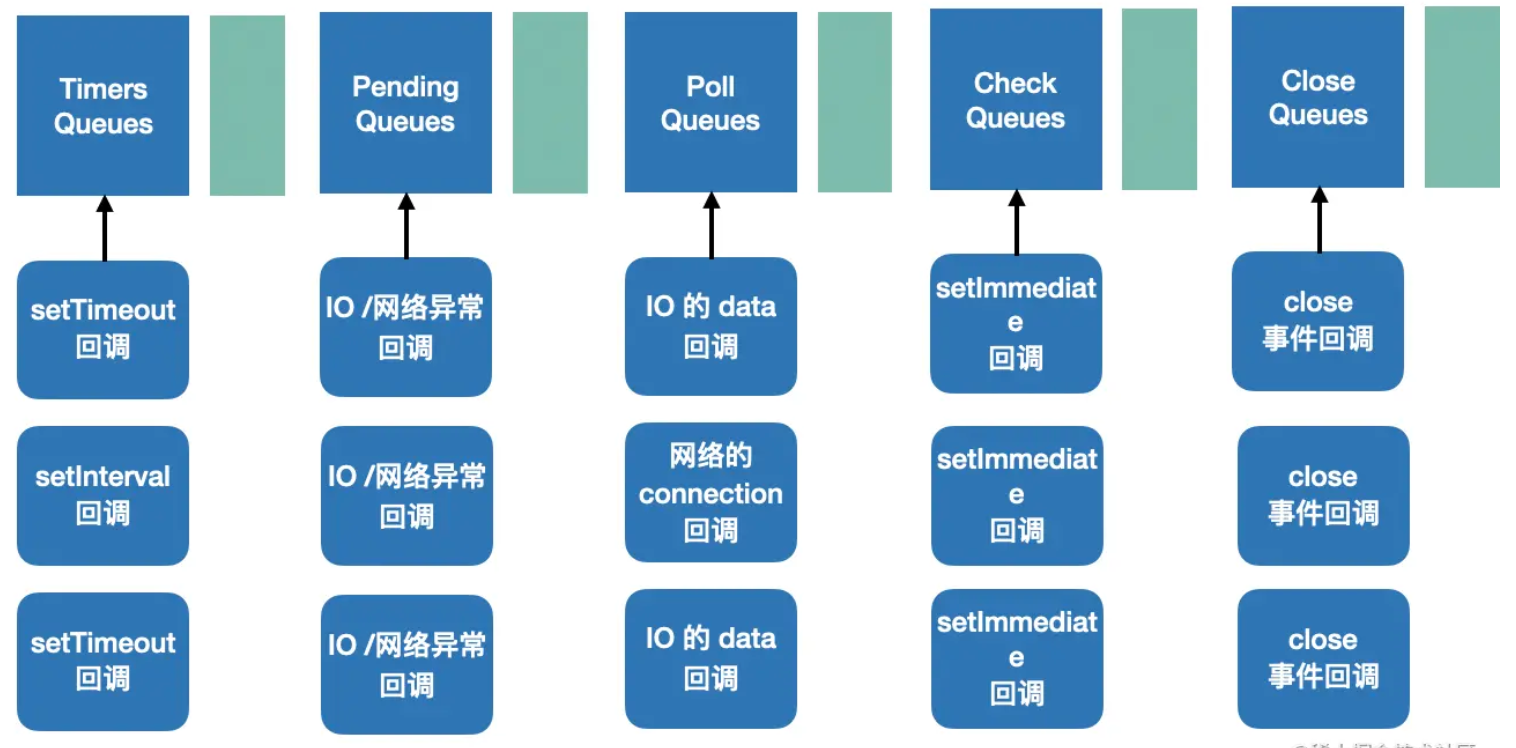 Timers
Queues
Pending
Queues
Poll
Queues
Check
Queues
Close
Queues
setTimeout
回调
IO /网络异常
回调
IO 的 data
回调
setImmediat
e
回调
close
事件回调
setInterval
回调
IO /网络异常
回调
网络的
connection
回调
setImmediat
e
回调
close
事件回调
setTimeout
回调
IO /网络异常
回调
IO 的 data
回调
setImmediat
e
回调
close
事件回调